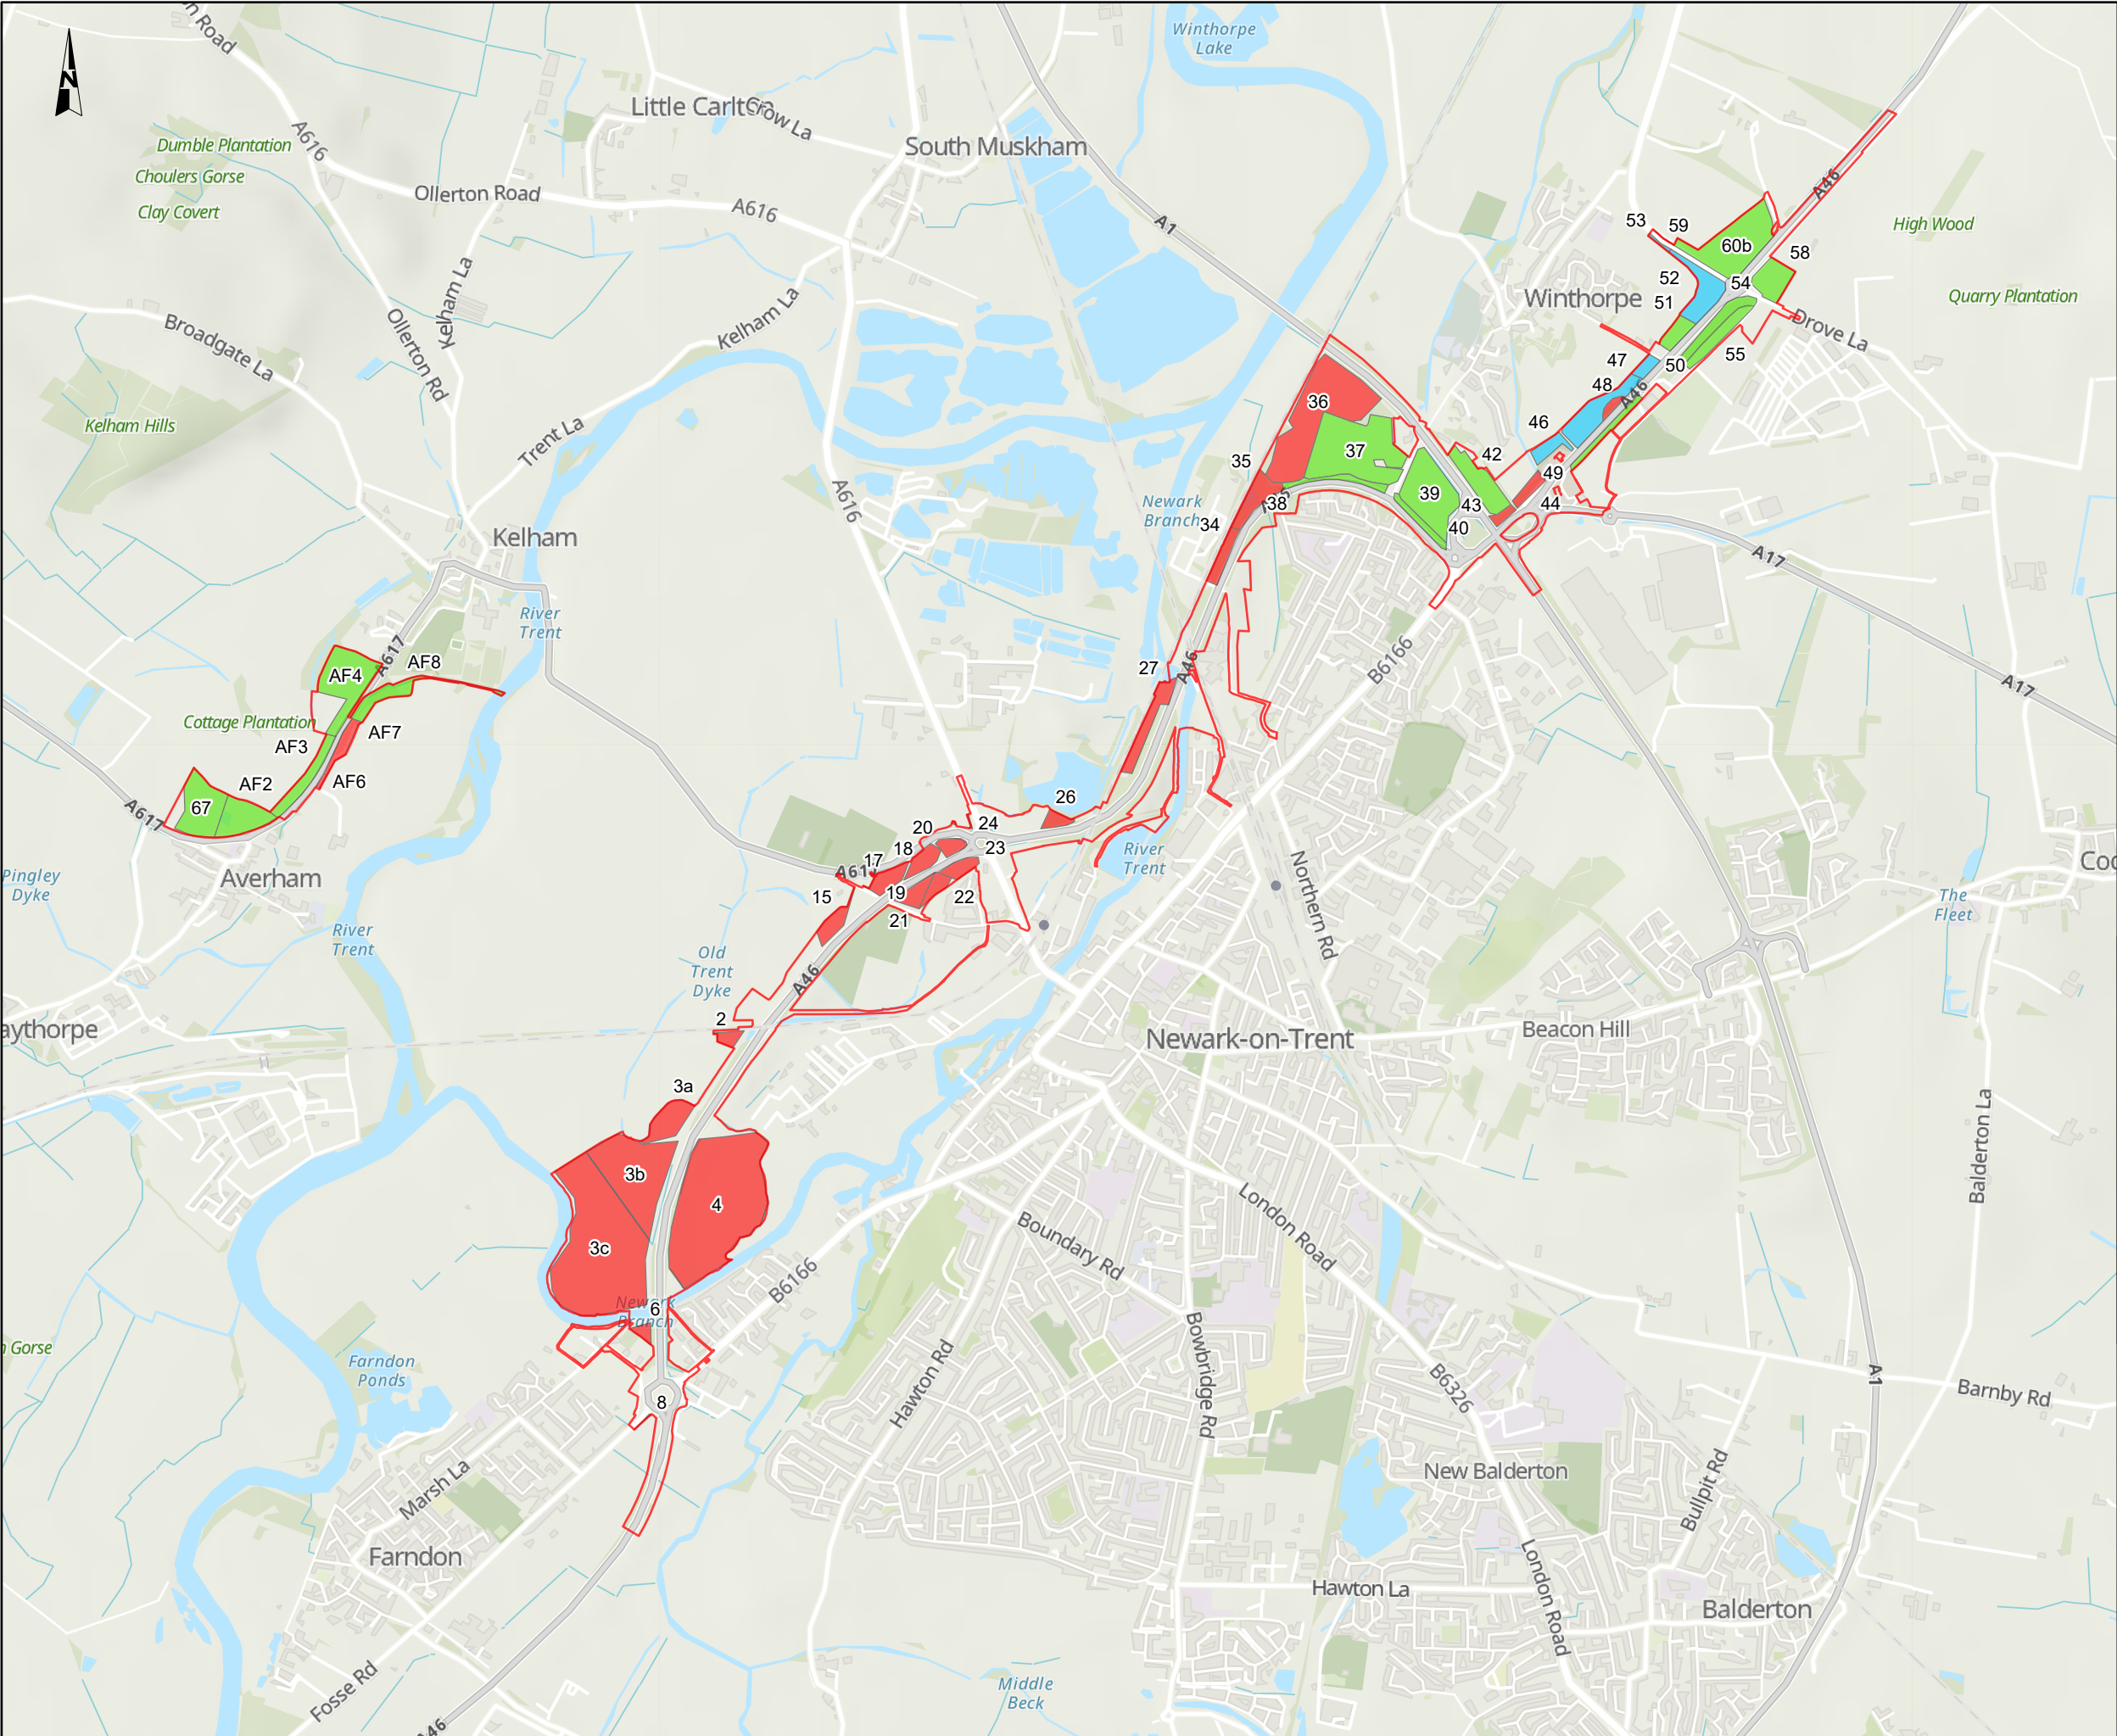 N
Road
Winthorpe
Lake
Little Carlton
Crow La
South Muskham
Dumble Plantation
Choulers Gorse
Clay Covert
A616
Ollerton Road
A616
A1
A46
High Wood
53
59
60b
58
52
54
51
Winthorpe
Quarry Plantation
Drove La
Broadgate La
Ollerton Rd
Kelham La
Kelham La
55
47
50
48
A46
36
46
42
37
35
39
49
43
44
40
38
34
Kelham Hills
Trent La
A616
Newark
Branch
Kelham
A17
River
Trent
A617
AF8
AF4
27
A46
B6166
A17
Cottage Plantation
AF3
AF7
AF2
AF6
67
A617
26
24
20
23
18
17
A617
15
19
22
21
River
Trent
Northern Rd
Averham
Pingley
Dyke
The
Fleet
River
Trent
Old
Trent
Dyke
A46
2
Newark-on-Trent
Beacon Hill
3a
3b
4
3c
Balderton La
Boundary Rd
London Road
B6166
6
Newark
Branch
Gorse
Farndon
Ponds
8
Hawton Rd
Bowbridge Rd
B6326
A1
Barnby Rd
Marsh La
New Balderton
Bullpit Rd
Farndon
London Road
Hawton La
Balderton
Fosse Rd
A46
Middle
Beck